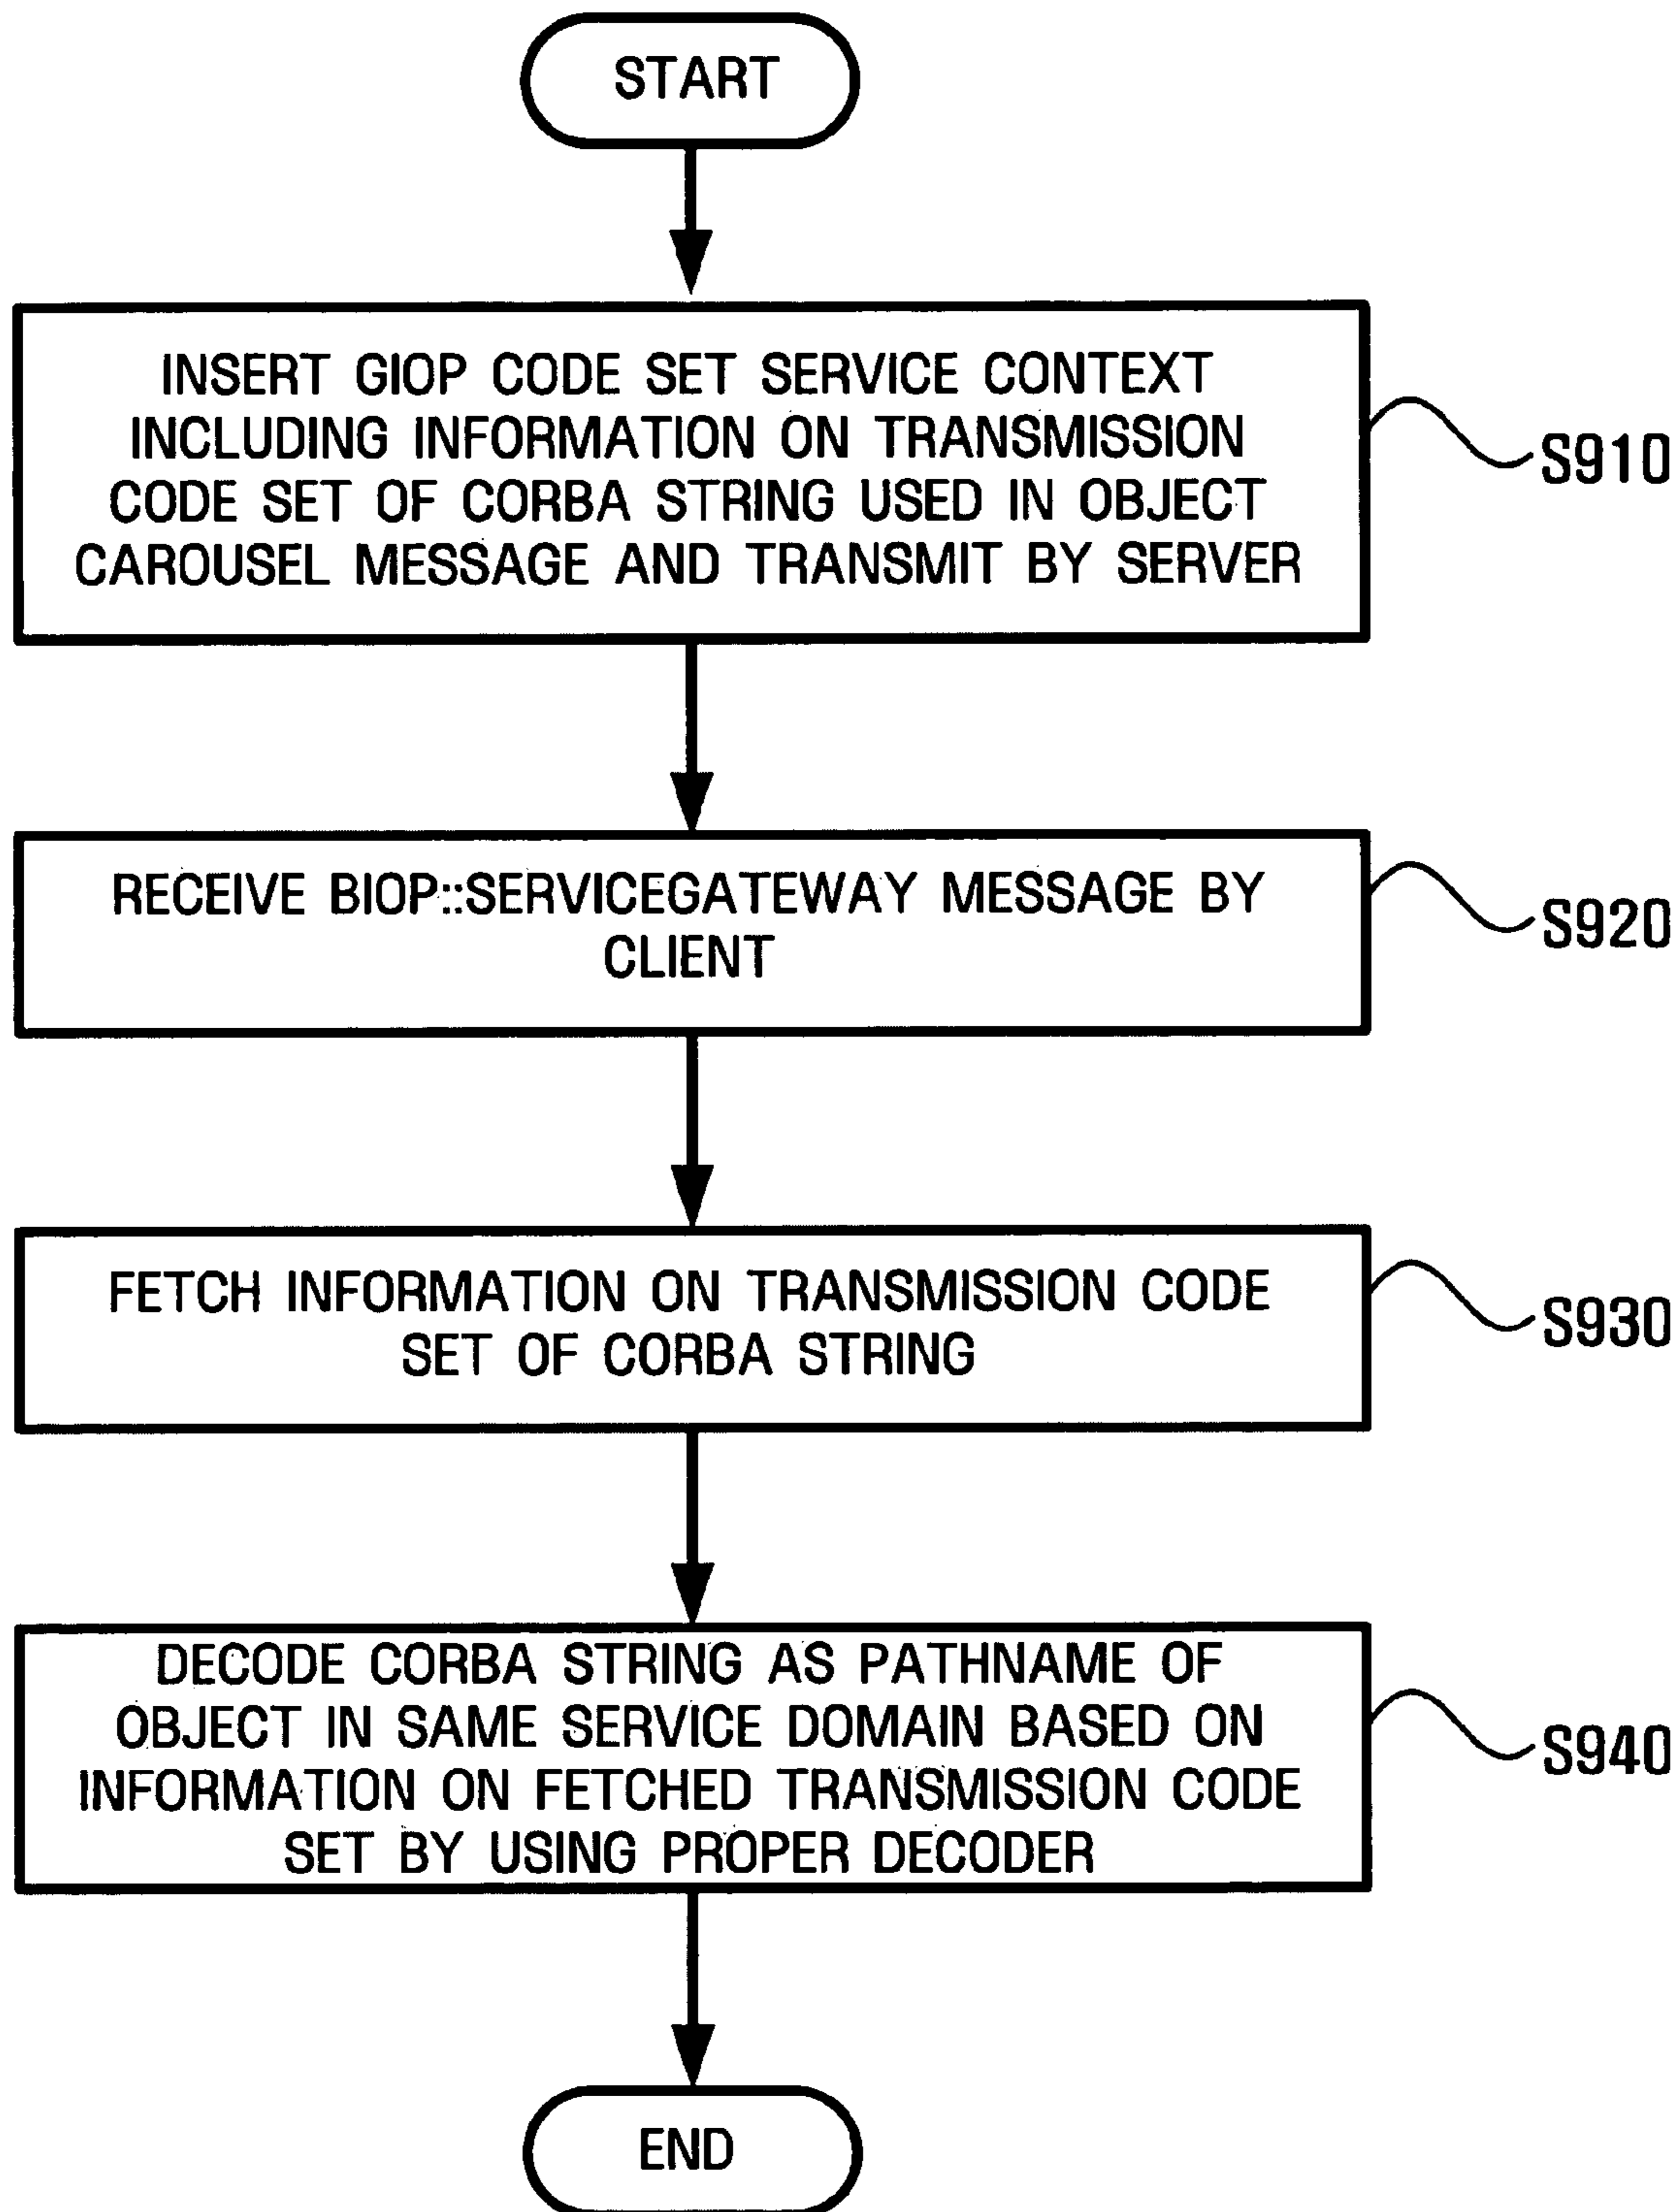 START
INSERT GIOP CODE SET SERVICE CONTEXT
INCLUDING INFORMATION ON TRANSMISSION
CODE SET OF CORBA STRING USED IN OBJECT
CAROUSEL MESSAGE AND TRANSMIT BY SERVER
S910
RECEIVE BIOP::SERVICEGATEWAY MESSAGE BY
CLIENT
S920
FETCH INFORMATION ON TRANSMISSION CODE
SET OF CORBA STRING
S930
DECODE CORBA STRING AS PATHNAME OF
OBJECT IN SAME SERVICE DOMAIN BASED ON
INFORMATION ON FETCHED TRANSMISSION CODE
SET BY USING PROPER DECODER
S940
END